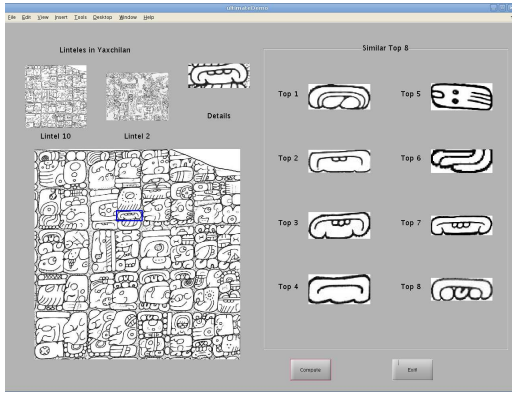 ultimateDemo
File Edit View Insert Tools Desktop Window Help
Linteles in Yaxchilan
Lintel 10
Lintel 2
Details
Similar Top 8
Top 1
Top 5
Top 2
Top 6
Top 3
Top 7
Top 4
Top 8
Compute
Exit